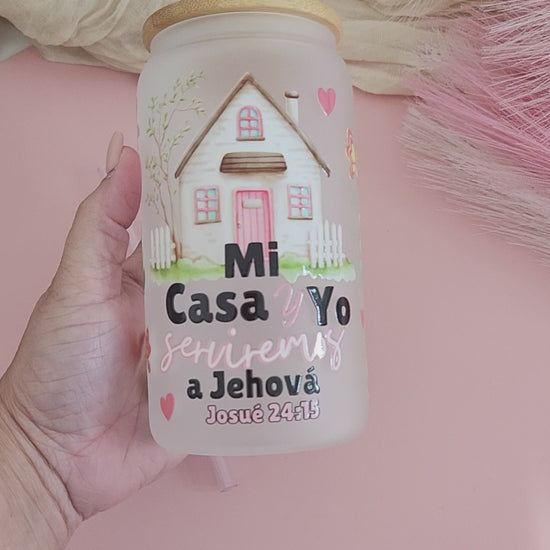 Mi
Casa y Yo
serviremos
a Jehová
Josué 24:15